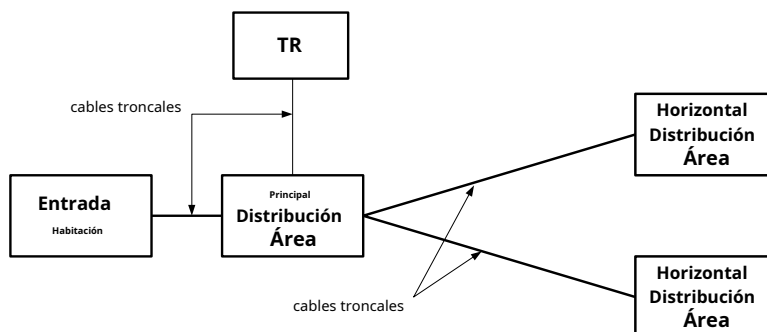 TR
cables troncales
Horizontal
Distribución
Área
Entrada
Habitación
Principal
Distribución
Área
Horizontal
Distribución
Área
cables troncales